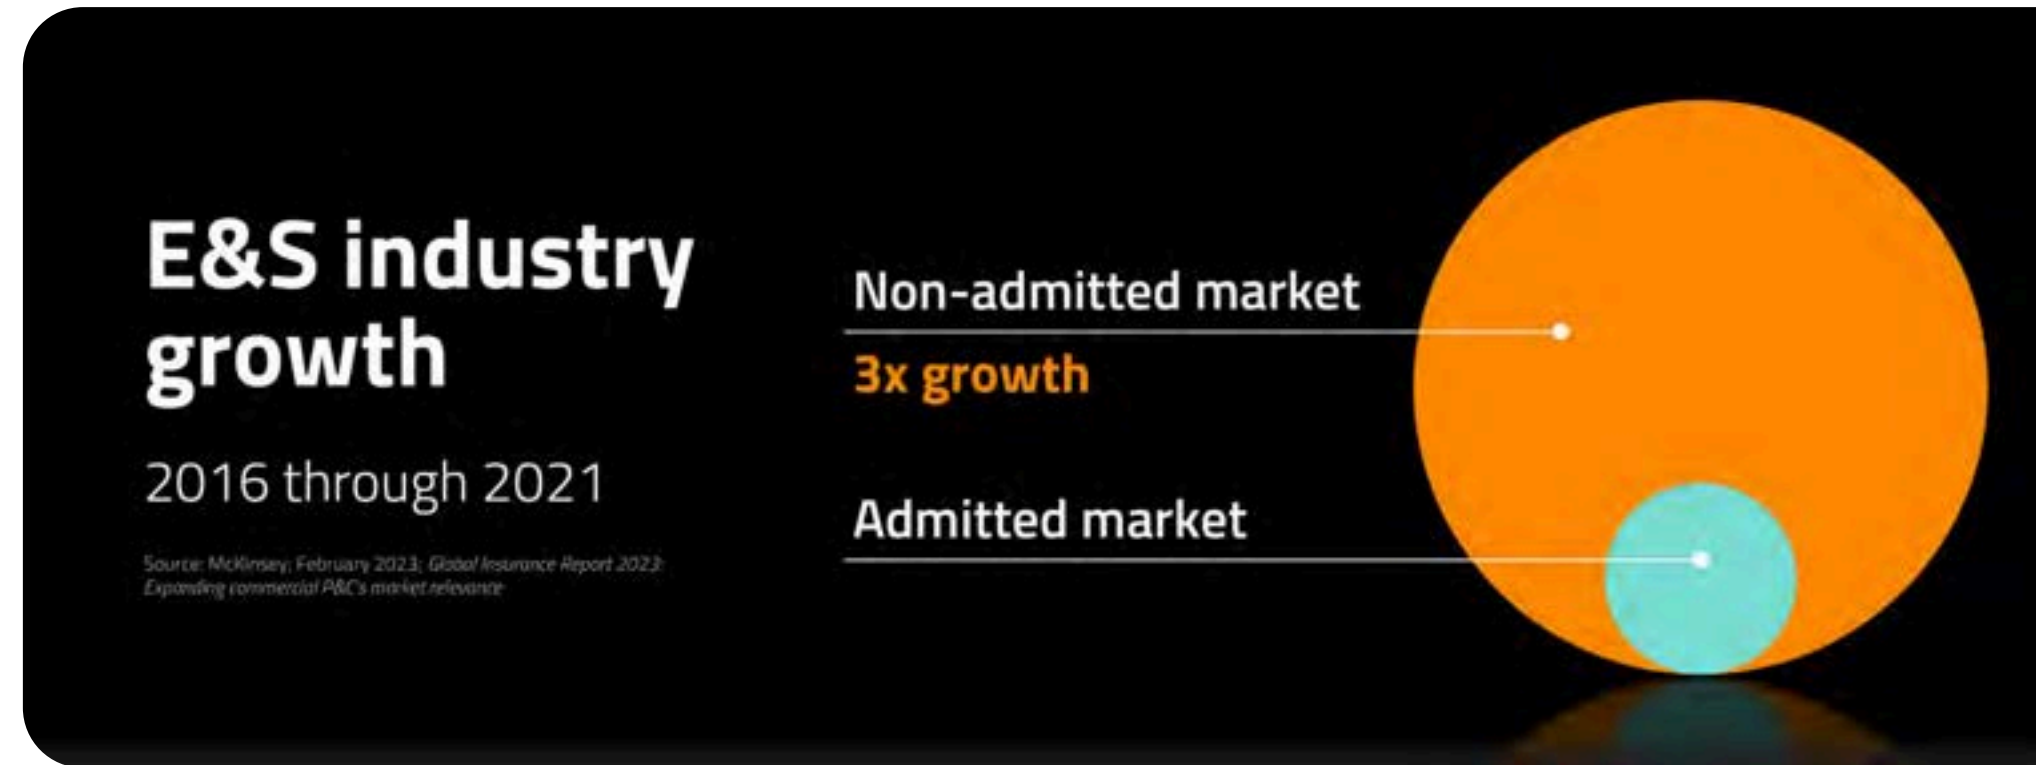 E&S industry
growth
2016 through 2021
Source: McKinsey; February 2023; Global Insurance Report 2023:
Expanding commercial P&C's market relevance
Non-admitted market
3x growth
Admitted market